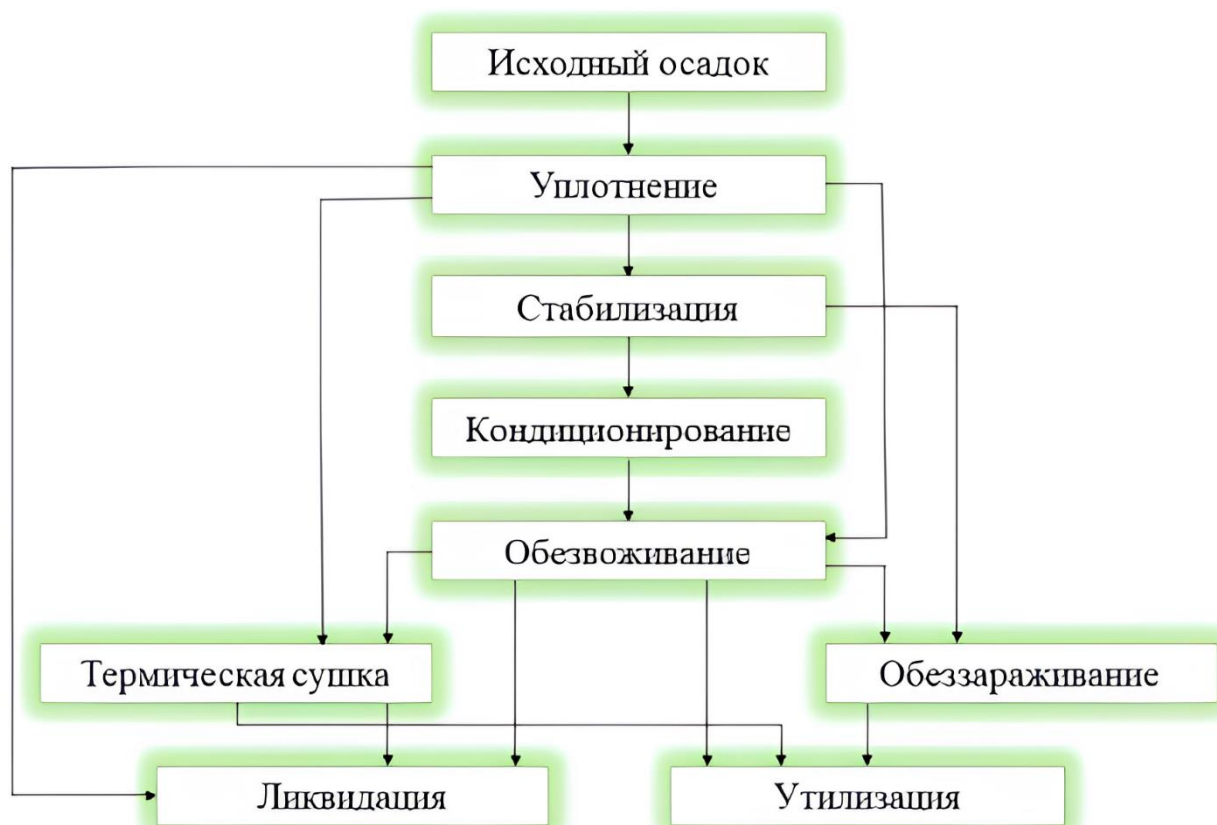 Исходный осадок
Уплотнение
Стабилизация
Кондиционирование
Обезвоживание
Термическая сушка
Обеззараживание
Ликвидация
Утилизация